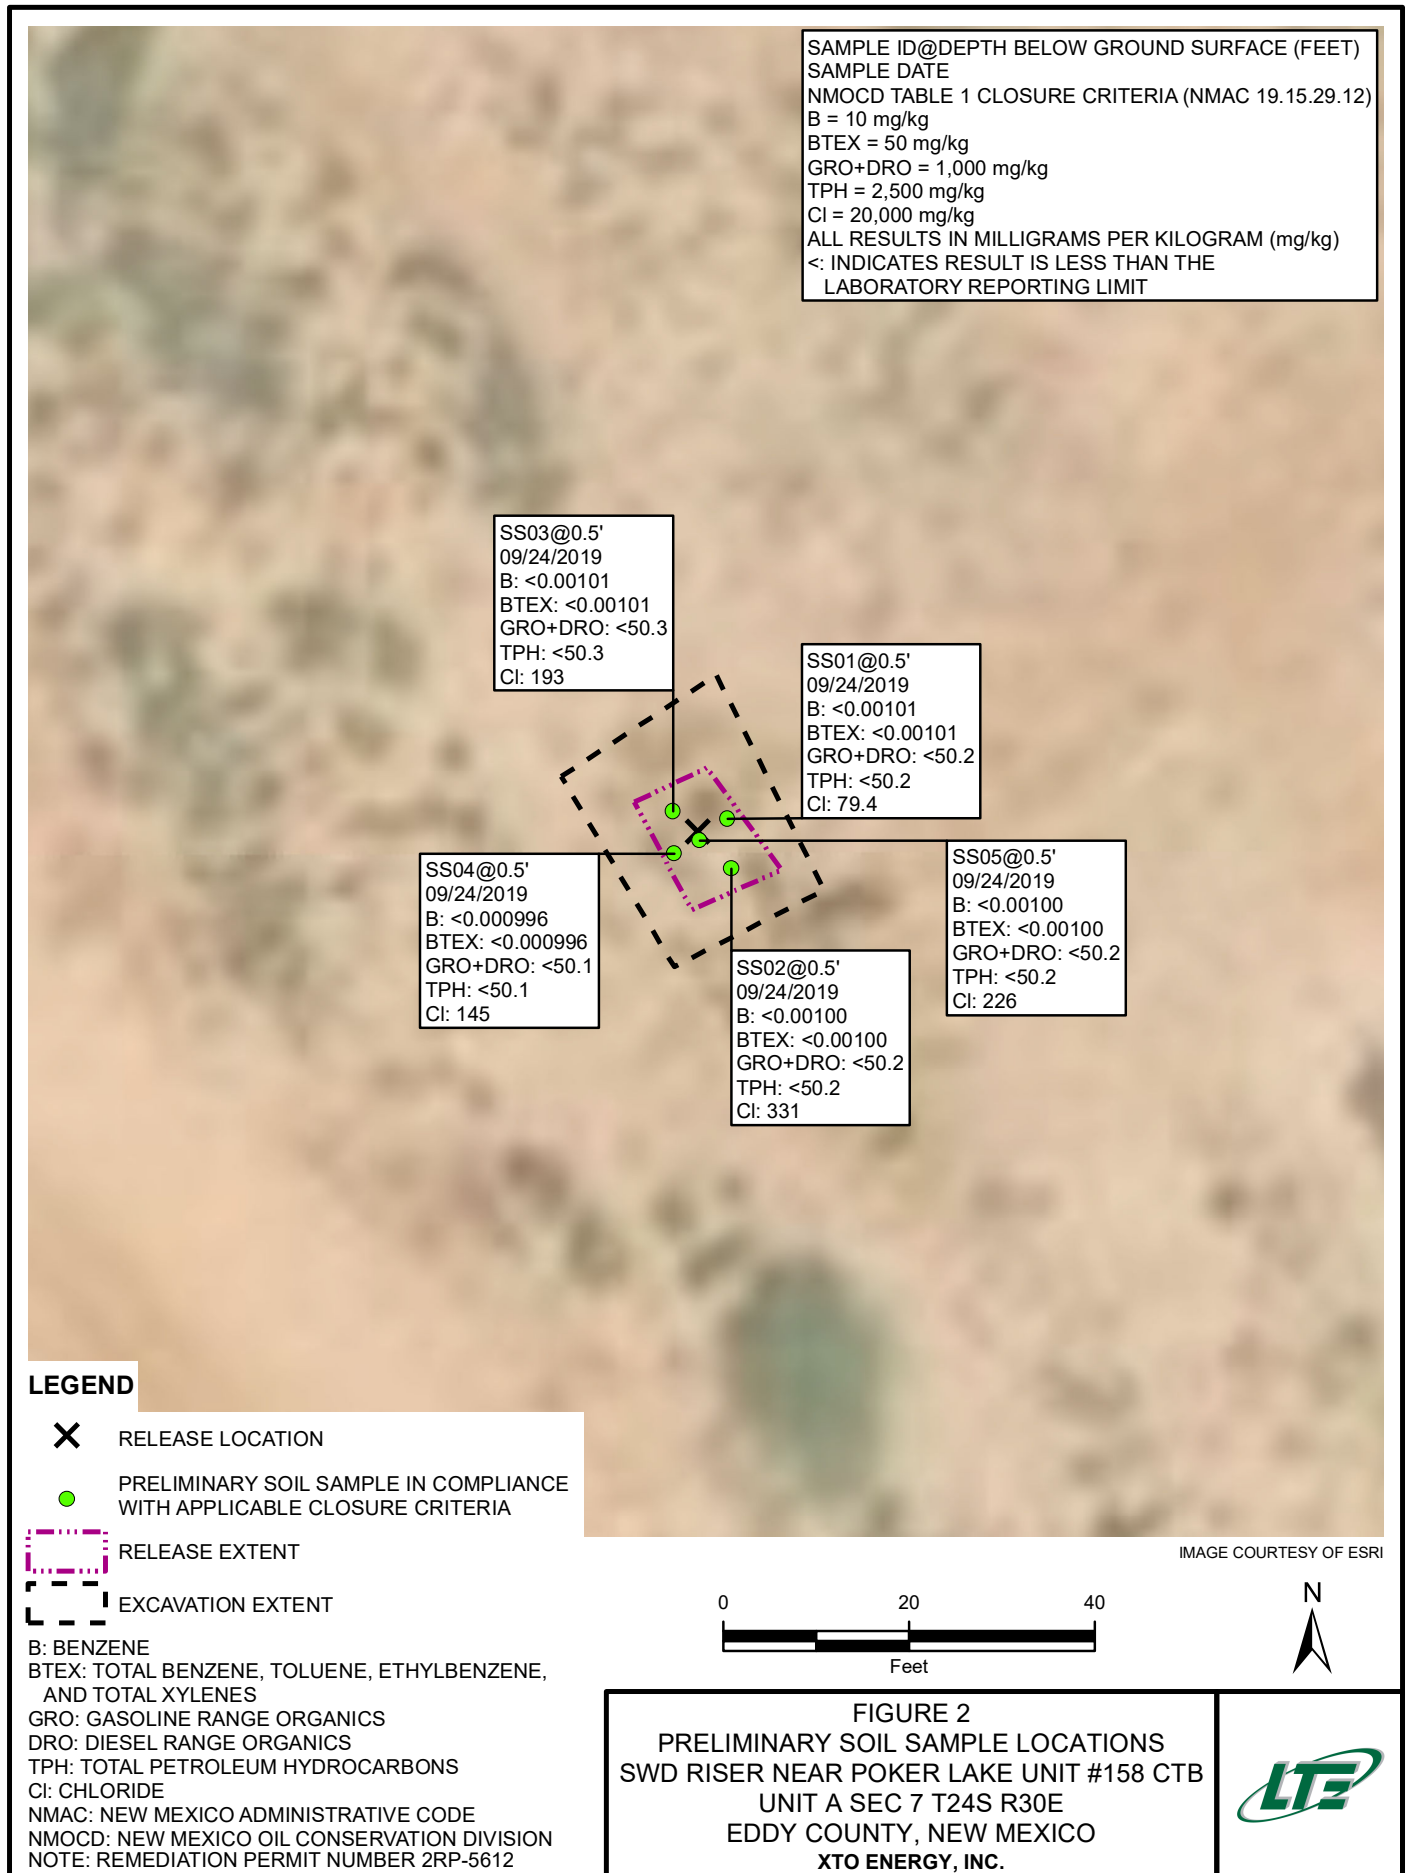 SAMPLE ID@DEPTH BELOW GROUND SURFACE (FEET)
SAMPLE DATE
NMOCD TABLE 1 CLOSURE CRITERIA (NMAC 19.15.29.12)
B = 10 mg/kg
BTEX = 50 mg/kg
GRO+DRO = 1,000 mg/kg
TPH = 2,500 mg/kg
Cl = 20,000 mg/kg
ALL RESULTS IN MILLIGRAMS PER KILOGRAM (mg/kg)
<: INDICATES RESULT IS LESS THAN THE
LABORATORY REPORTING LIMIT
SS03@0.5'
09/24/2019
B: <0.00101
BTEX: <0.00101
GRO+DRO: <50.3
TPH: <50.3
Cl: 193
SS01@0.5'
09/24/2019
B: <0.00101
BTEX: <0.00101
GRO+DRO: <50.2
TPH: <50.2
Cl: 79.4
SS04@0.5'
09/24/2019
B: <0.000996
BTEX: <0.000996
GRO+DRO: <50.1
TPH: <50.1
Cl: 145
SS05@0.5'
09/24/2019
B: <0.00100
BTEX: <0.00100
GRO+DRO: <50.2
TPH: <50.2
Cl: 226
SS02@0.5'
09/24/2019
B: <0.00100
BTEX: <0.00100
GRO+DRO: <50.2
TPH: <50.2
Cl: 331
LEGEND
RELEASE LOCATION
PRELIMINARY SOIL SAMPLE IN COMPLIANCE
WITH APPLICABLE CLOSURE CRITERIA
RELEASE EXTENT
EXCAVATION EXTENT
B: BENZENE
BTEX: TOTAL BENZENE, TOLUENE, ETHYLBENZENE,
AND TOTAL XYLENES
GRO: GASOLINE RANGE ORGANICS
DRO: DIESEL RANGE ORGANICS
TPH: TOTAL PETROLEUM HYDROCARBONS
Cl: CHLORIDE
NMAC: NEW MEXICO ADMINISTRATIVE CODE
NMOCD: NEW MEXICO OIL CONSERVATION DIVISION
NOTE: REMEDIATION PERMIT NUMBER 2RP-5612
IMAGE COURTESY OF ESRI
0 20 40
Feet
N
FIGURE 2
PRELIMINARY SOIL SAMPLE LOCATIONS
SWD RISER NEAR POKER LAKE UNIT #158 CTB
UNIT A SEC 7 T24S R30E
EDDY COUNTY, NEW MEXICO
XTO ENERGY, INC.
LTE